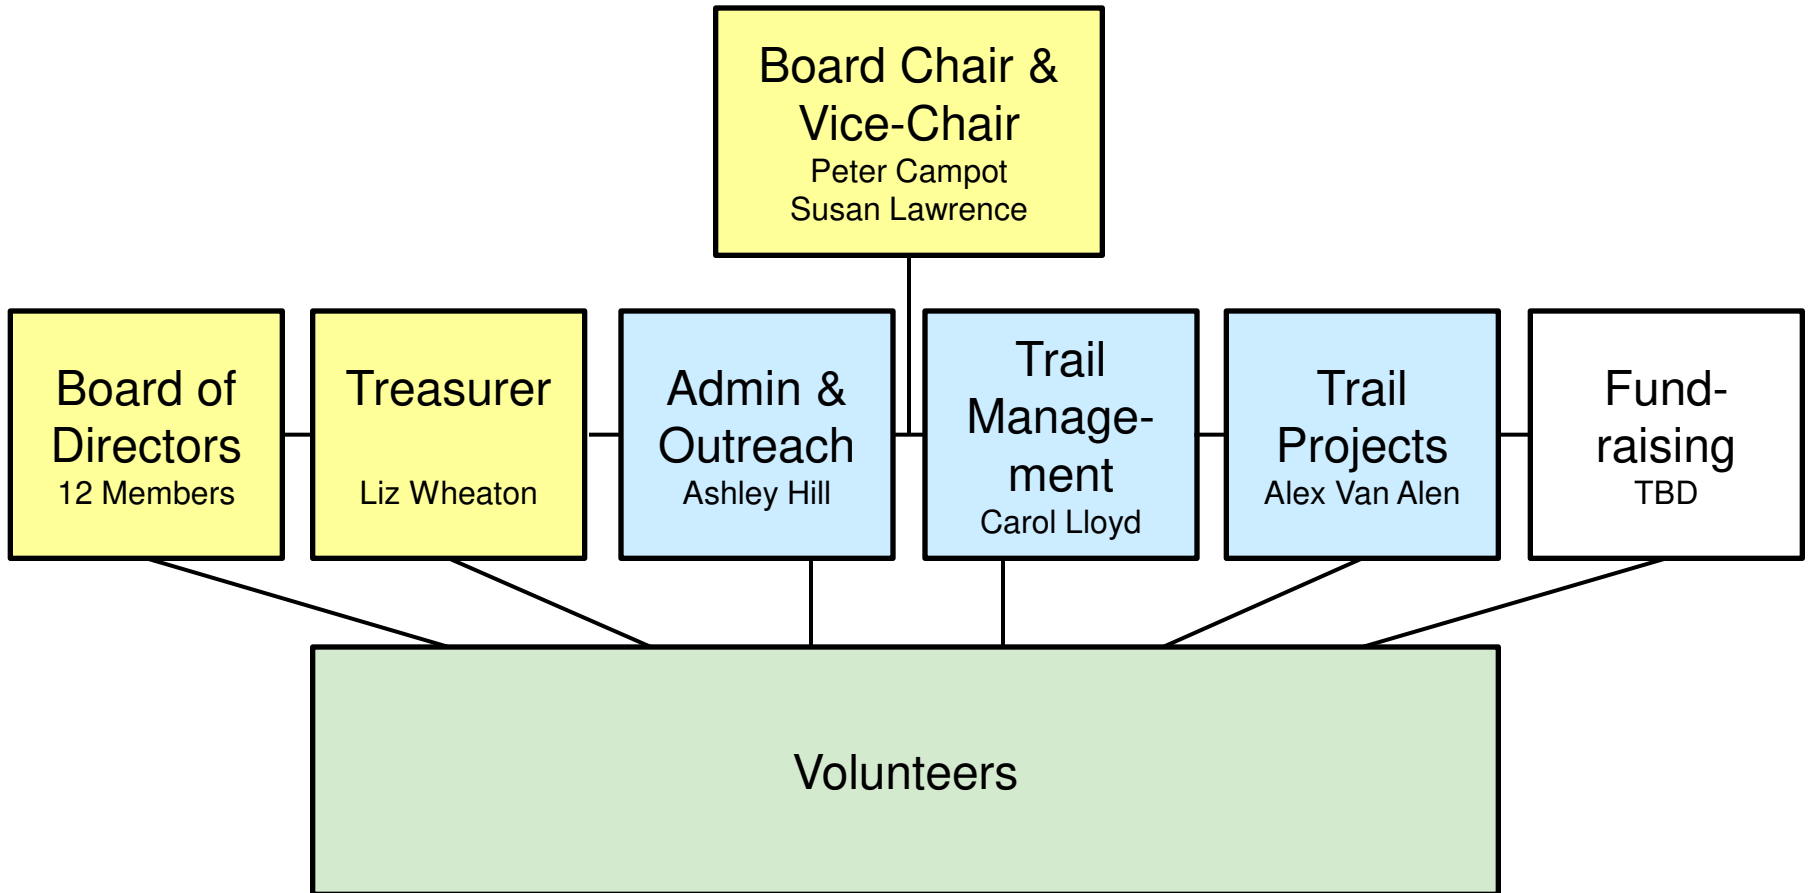 Board Chair &
Vice-Chair
Peter Campot
Susan Lawrence
Board of
Directors
12 Members
Treasurer
Liz Wheaton
Admin &
Outreach
Ashley Hill
Trail
Manage-
ment
Carol Lloyd
Trail
Projects
Alex Van Alen
Fund-
raising
TBD
Volunteers